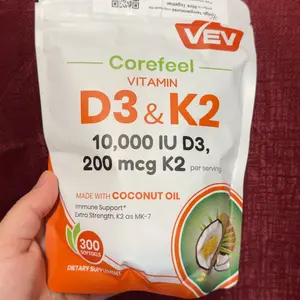 VEV
Corefeel
VITAMIN
D3 & K2
10,000 IU D3,
200 mcg K2 per serving
MADE WITH COCONUT OIL
Immune Support*
Extra Strength, K2 as MK-7
300
SOFTGELS
DIETARY SUPPLEMENT